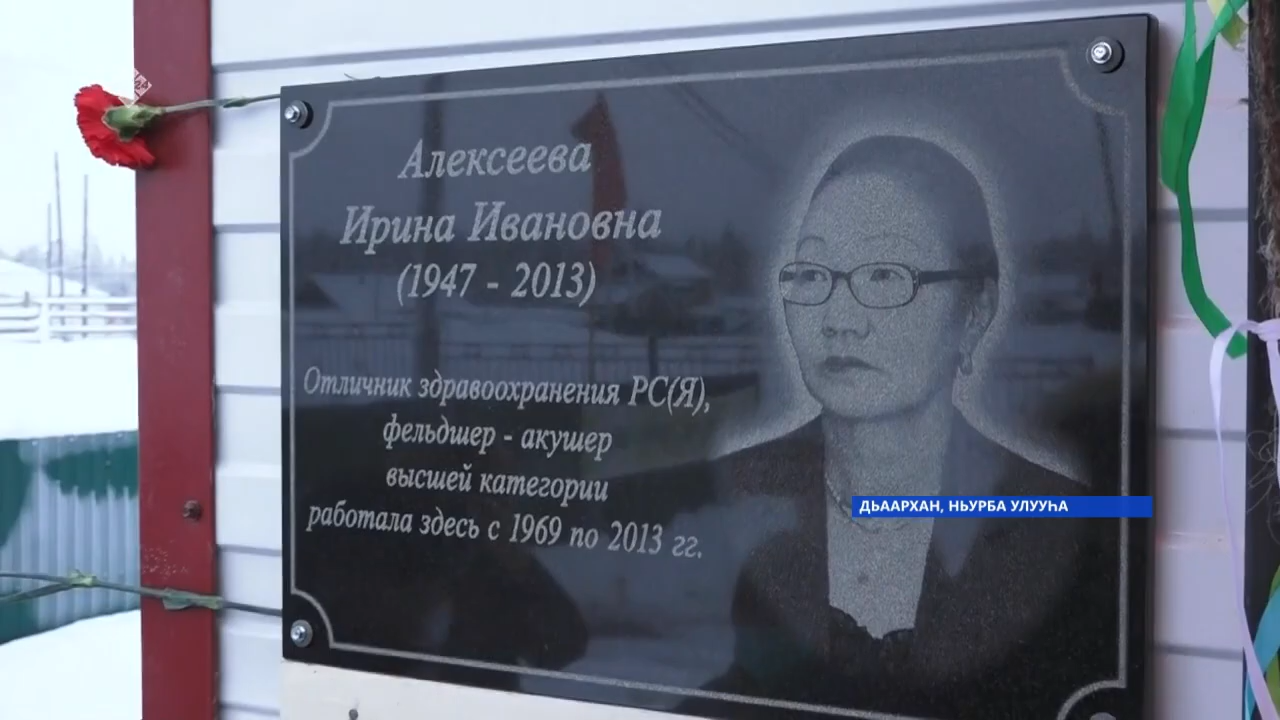 Алексеева
Ирина Ивановна
(1947 - 2013)
Отличник здравоохранения РС(Я),
фельдшер - акушер
высшей категории
работала здесь с 1969 по 2013 гг.
ДЬААРХАН, НЬУРБА УЛУУҺА